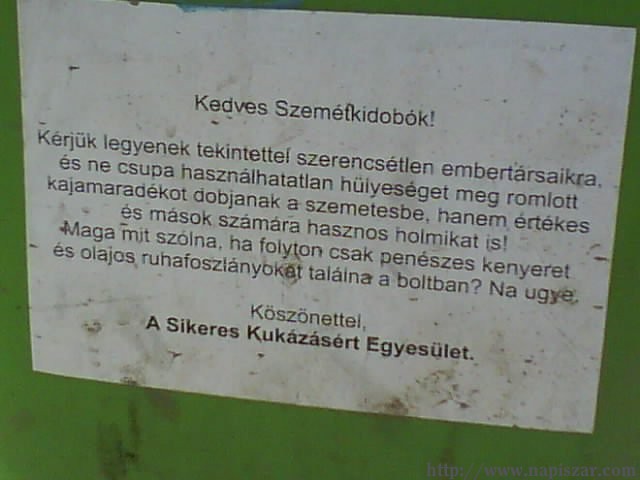 Kedves Szemétkidobók!
Kérjük legyenek tekintettel szerencsétlen embertársaikra,
és ne csupa használhatatlan hülyeséget meg romlott
kajamaradékot dobjanak a szemetesbe, hanem értékes
és mások számára hasznos holmikat is!
Maga mit szólna, ha folyton csak penészes kenyeret
és olajos ruhafoszlányokat találna a boltban? Na ugye.
Köszönettel,
A Sikeres Kukázásért Egyesület.
http://www.napiszar.com